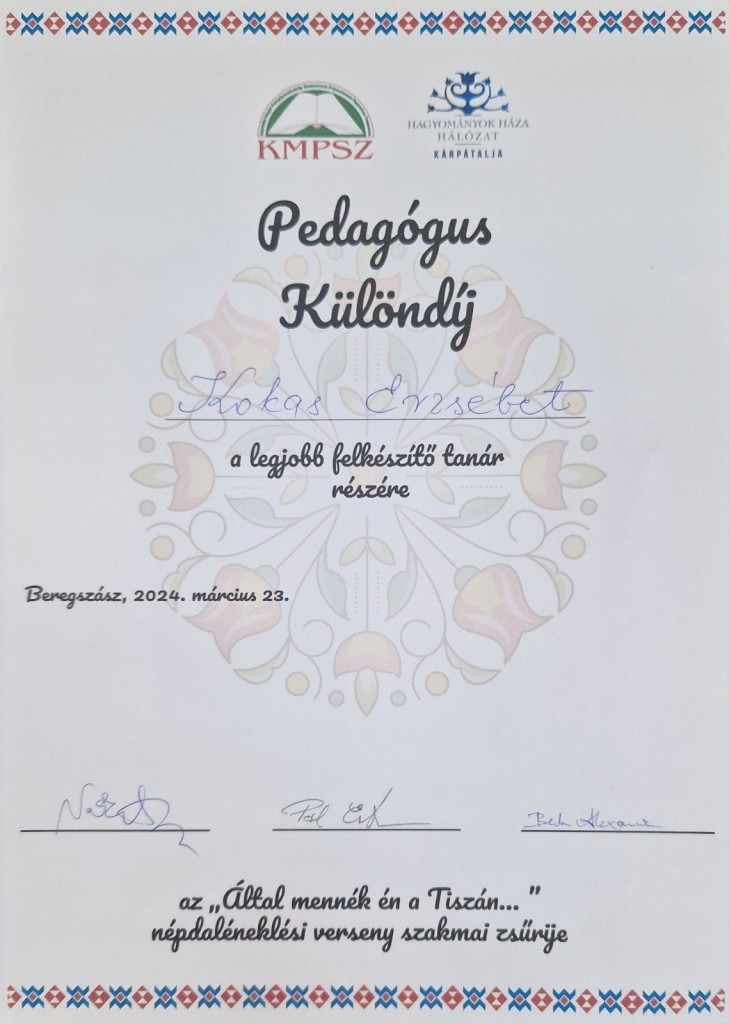 KMPSZ
HAGYOMÁNYOK HÁZA
HÁLÓZAT
KÁRPÁTALJA
Pedagógus
Különdíj
Kokas Erzsébet
a legjobb felkészítő tanár
részére
Beregszász, 2024. március 23.
az „Által mennék én a Tiszán... ”
népdaléneklési verseny szakmai zsűrije